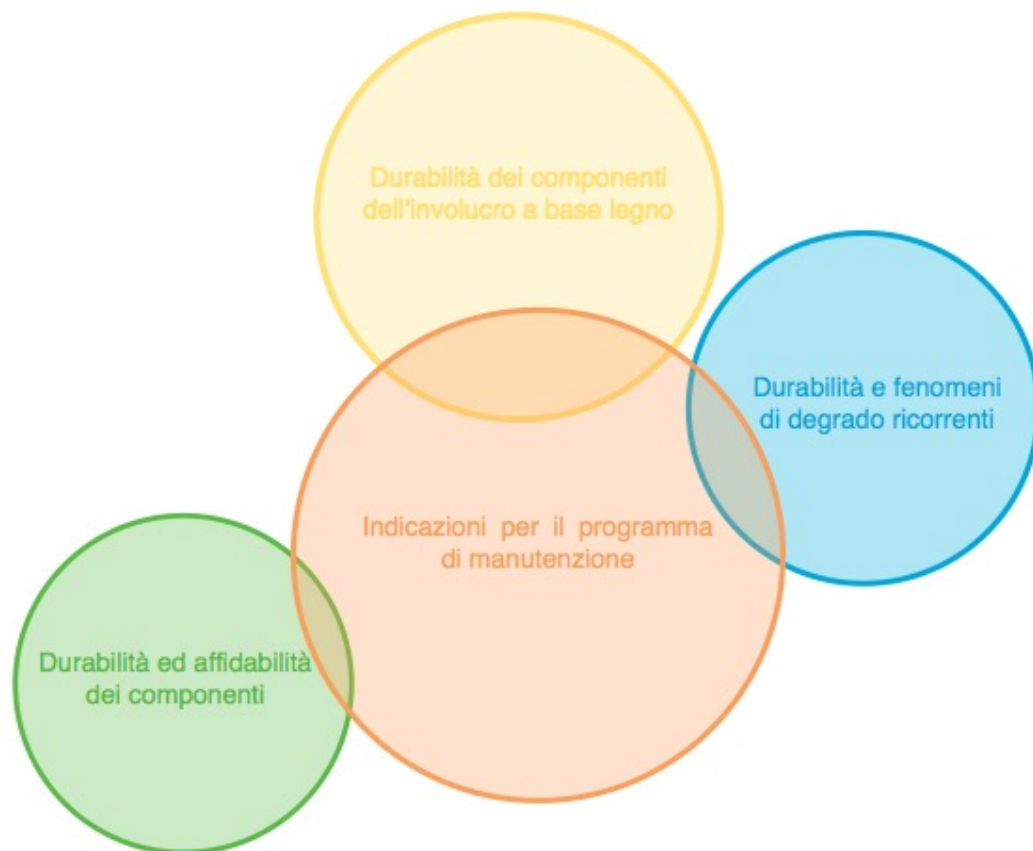 Durabilità dei componenti
dell'involucro a base legno
Durabilità e fenomeni
di degrado ricorrenti
Indicazioni per il programma
di manutenzione
Durabilità ed affidabilità
dei componenti